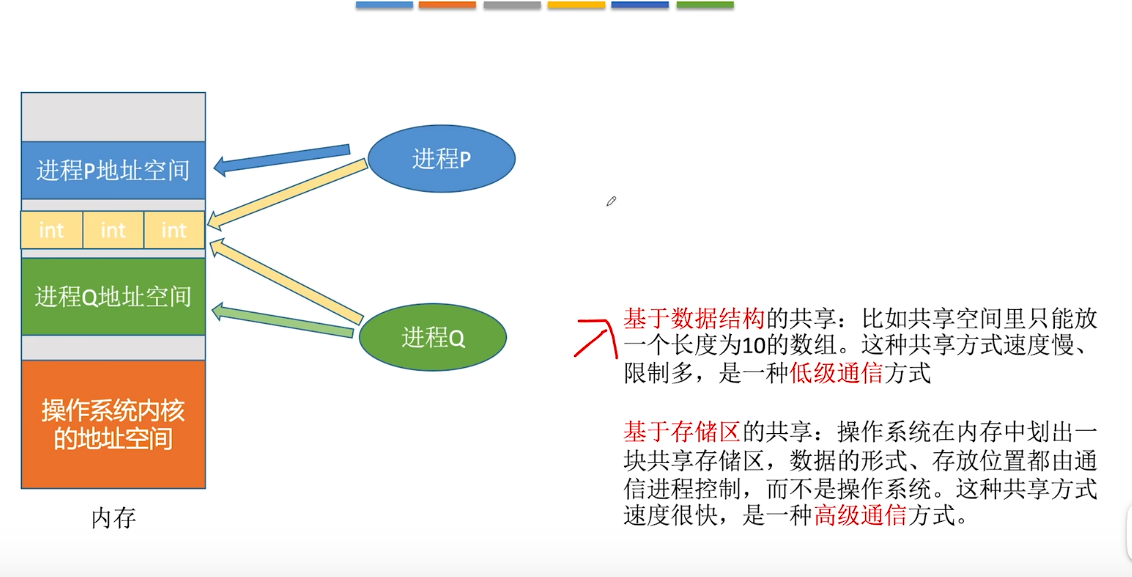 进程P地址空间
进程P
int int int
进程Q地址空间
进程Q
操作系统内核
的地址空间
内存
基于数据结构的共享：比如共享空间里只能放
一个长度为10的数组。这种共享方式速度慢、
限制多，是一种低级通信方式
基于存储区的共享：操作系统在内存中划出一
块共享存储区，数据的形式、存放位置都由通
信进程控制，而不是操作系统。这种共享方式
速度很快，是一种高级通信方式。